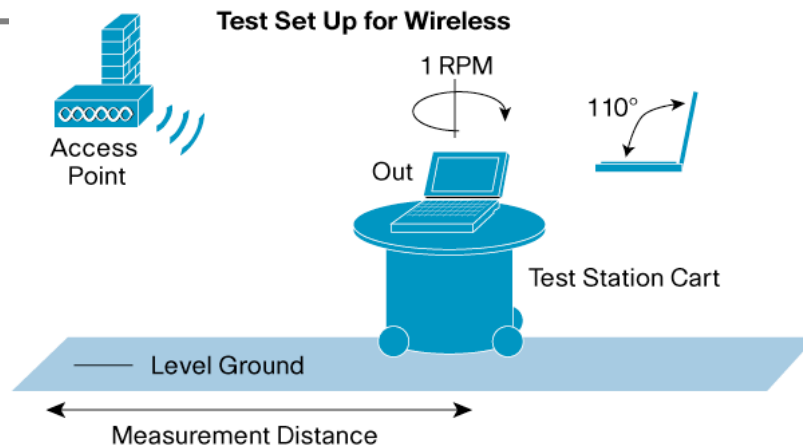 Test Set Up for Wireless
1 RPM
110°
Access
Point
Out
Test Station Cart
Level Ground
Measurement Distance